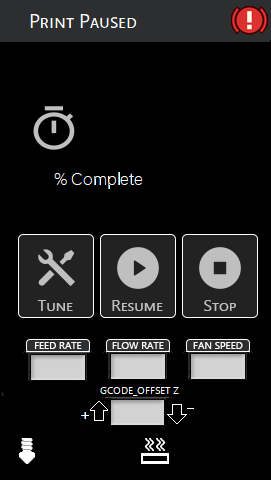 Print Paused
% Complete
Tune Resume Stop
FEED RATE FLOW RATE FAN SPEED
GCODE_OFFSET Z
+ −